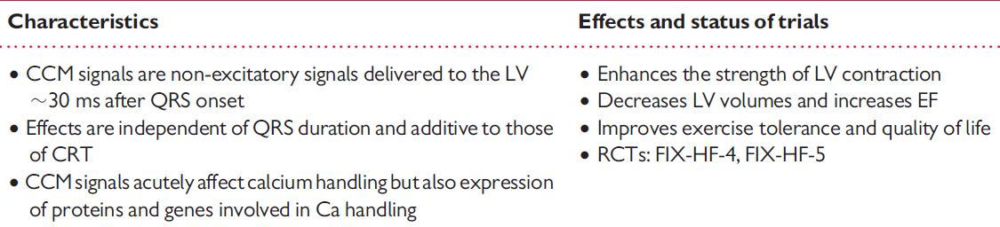 Characteristics
• CCM signals are non-excitatory signals delivered to the LV
∼30 ms after QRS onset
• Effects are independent of QRS duration and additive to those
of CRT
• CCM signals acutely affect calcium handling but also expression
of proteins and genes involved in Ca handling
Effects and status of trials
• Enhances the strength of LV contraction
• Decreases LV volumes and increases EF
• Improves exercise tolerance and quality of life
• RCTs: FIX-HF-4, FIX-HF-5